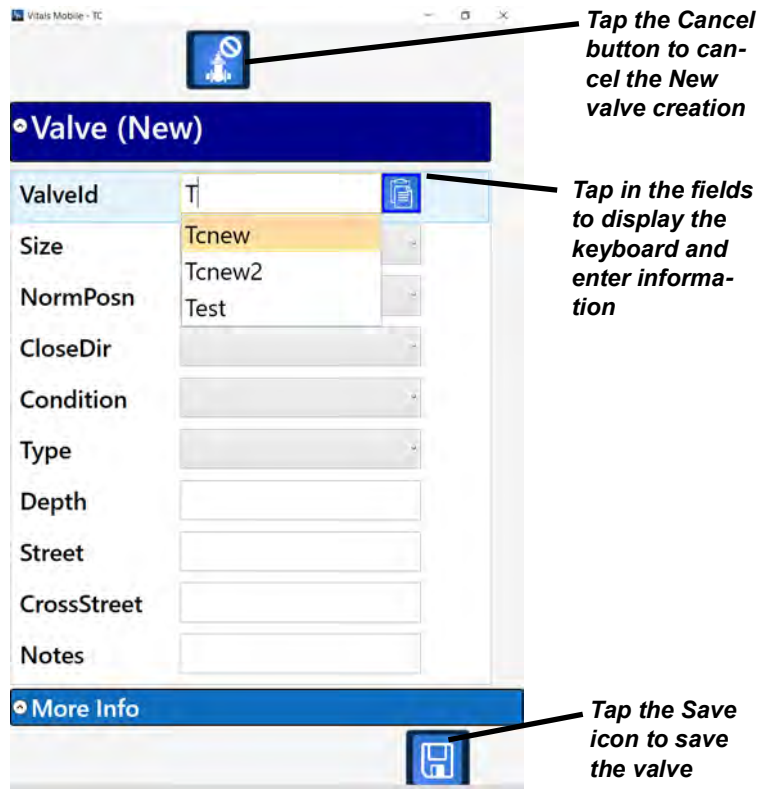 Vitals Mobile - TC
Tap the Cancel
button to can-
cel the New
valve creation
Valve (New)
ValveId
T
Tap in the fields
to display the
keyboard and
enter informa-
tion
Size
Tcnew
Tcnew2
NormPosn
Test
CloseDir
Condition
Type
Depth
Street
CrossStreet
Notes
More Info
Tap the Save
icon to save
the valve